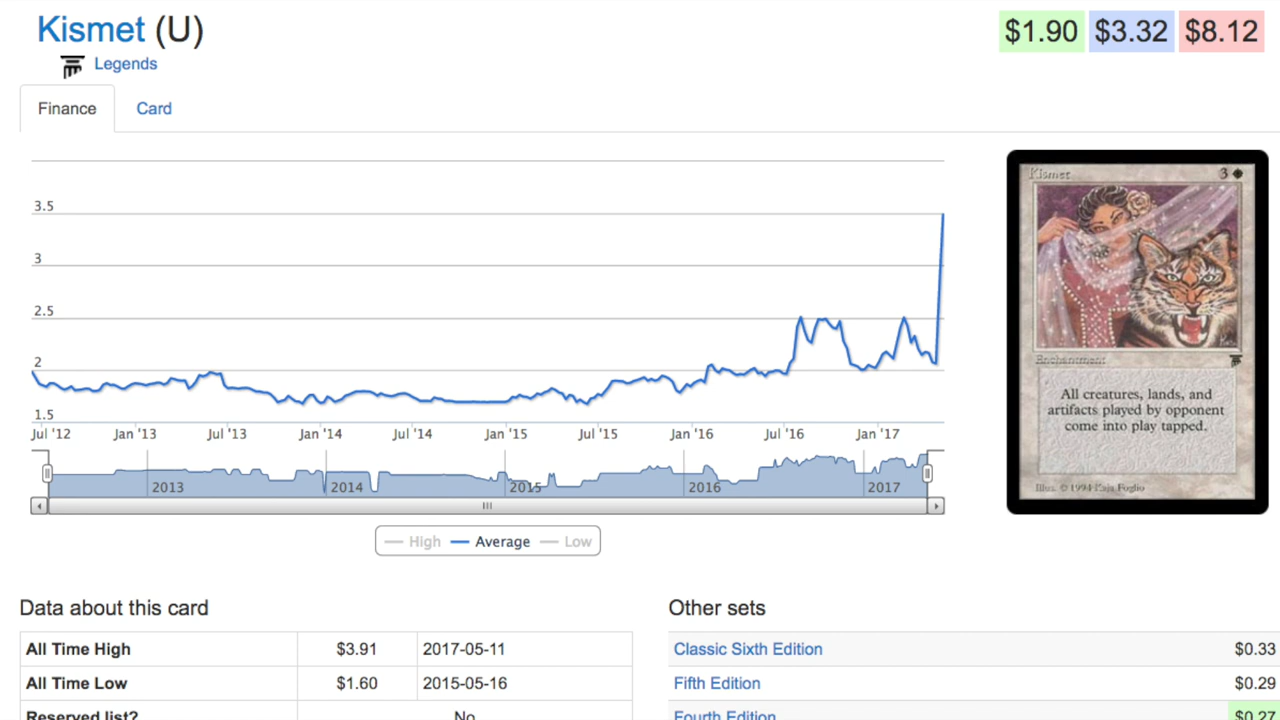 Kismet (U)
$1.90 $3.32 $8.12
Legends
Finance Card
3.5
3
2.5
2
1.5
Jul '12 Jan '13 Jul '13 Jan '14 Jul '14 Jan '15 Jul '15 Jan '16 Jul '16 Jan '17
2013 2014 2015 2016 2017
High Average Low
Kismet 3
Enchantment
All creatures, lands, and
artifacts played by opponent
come into play tapped.
Illus. © 1994 Kaja Foglio
Data about this card
All Time High $3.91 2017-05-11
All Time Low $1.60 2015-05-16
Reserved list? No
Other sets
Classic Sixth Edition $0.33
Fifth Edition $0.29
Fourth Edition $0.27